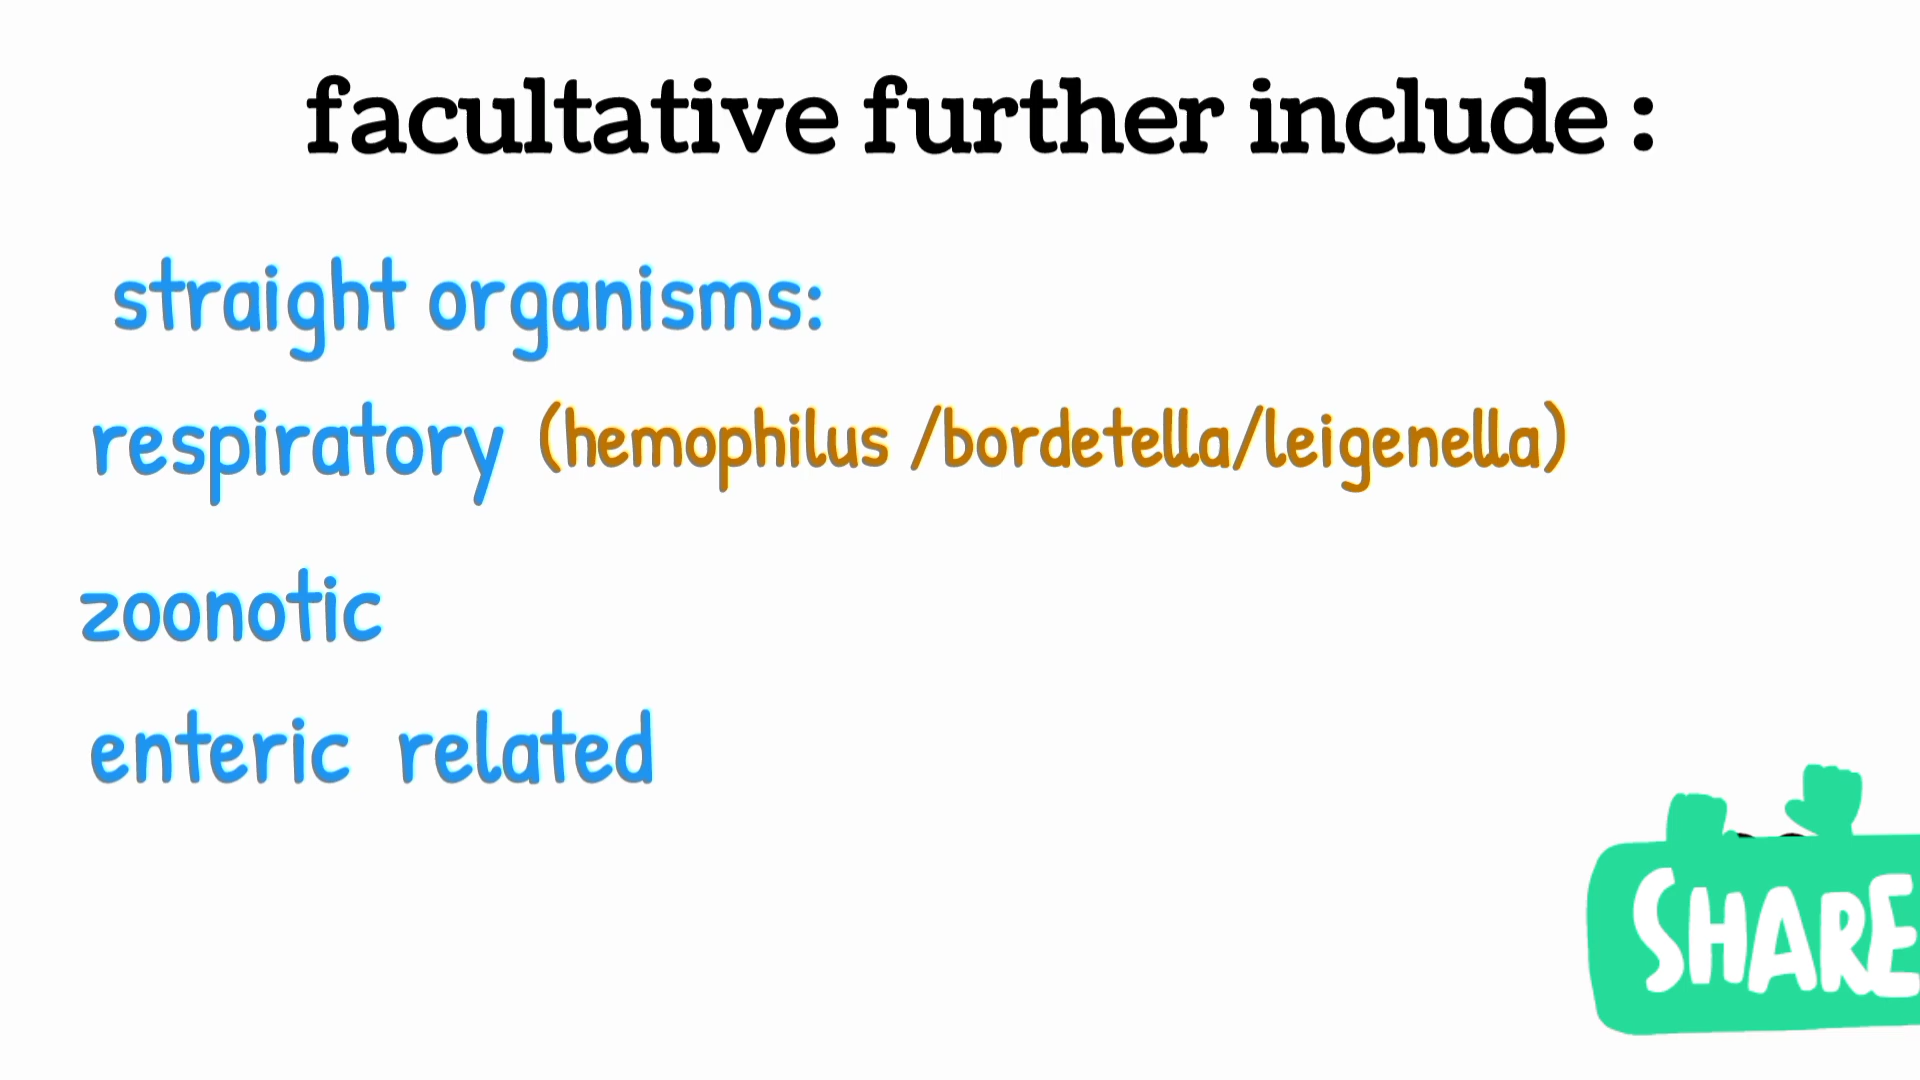 facultative further include :
straight organisms:
respiratory (hemophilus /bordetella/leigenella)
zoonotic
enteric related
SHARE